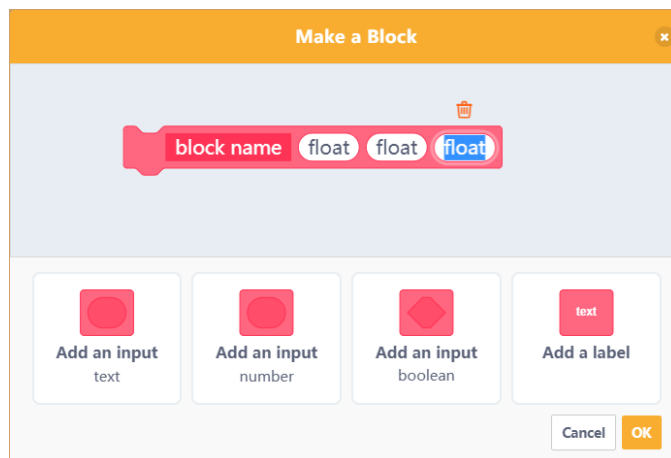 Make a Block
block name float float float
text
Add an input
text
Add an input
number
Add an input
boolean
Add a label
Cancel OK